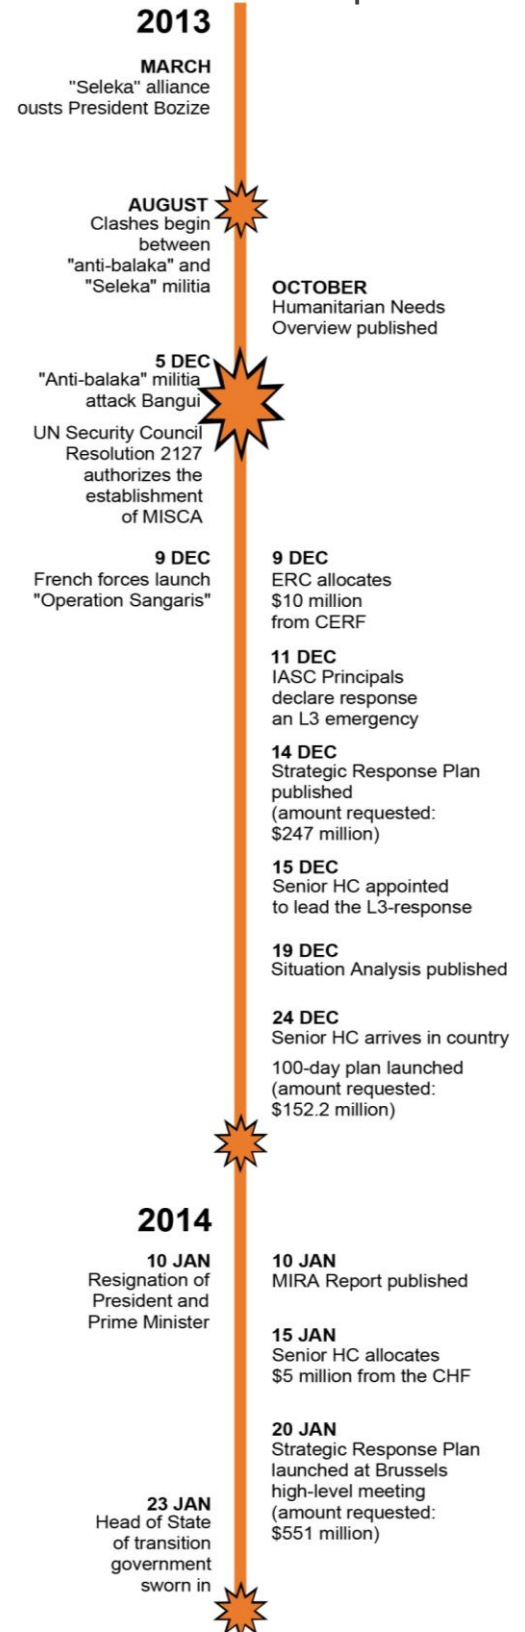 2013
MARCH
"Seleka" alliance
ousts President Bozize
AUGUST
Clashes begin
between
"anti-balaka" and
"Seleka" militia
OCTOBER
Humanitarian Needs
Overview published
5 DEC
"Anti-balaka" militia
attack Bangui
UN Security Council
Resolution 2127
authorizes the
establishment
of MISCA
9 DEC
French forces launch
"Operation Sangaris"
9 DEC
ERC allocates
$10 million
from CERF
11 DEC
IASC Principals
declare response
an L3 emergency
14 DEC
Strategic Response Plan
published
(amount requested:
$247 million)
15 DEC
Senior HC appointed
to lead the L3-response
19 DEC
Situation Analysis published
24 DEC
Senior HC arrives in country
100-day plan launched
(amount requested:
$152.2 million)
2014
10 JAN
Resignation of
President and
Prime Minister
10 JAN
MIRA Report published
15 JAN
Senior HC allocates
$5 million from the CHF
20 JAN
Strategic Response Plan
launched at Brussels
high-level meeting
(amount requested:
$551 million)
23 JAN
Head of State
of transition
government
sworn in